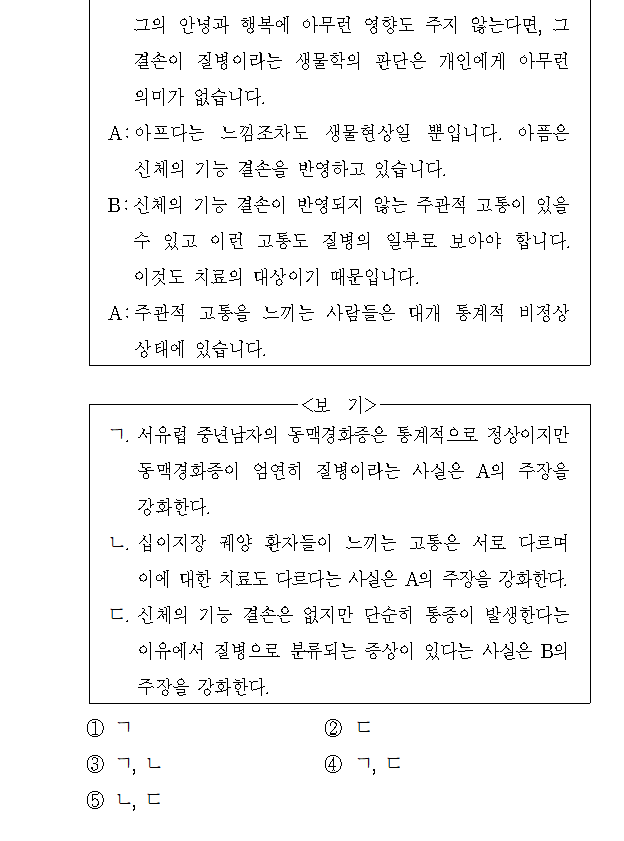 그의 안녕과 행복에 아무런 영향도 주지 않는다면, 그
결손이 질병이라는 생물학의 판단은 개인에게 아무런
의미가 없습니다.
A: 아프다는 느낌조차도 생물현상일 뿐입니다. 아픔은
신체의 기능 결손을 반영하고 있습니다.
B: 신체의 기능 결손이 반영되지 않는 주관적 고통이 있을
수 있고 이런 고통도 질병의 일부로 보아야 합니다.
이것도 치료의 대상이기 때문입니다.
A: 주관적 고통을 느끼는 사람들은 대개 통계적 비정상
상태에 있습니다.
<보 기>
ㄱ. 서유럽 중년남자의 동맥경화증은 통계적으로 정상이지만
동맥경화증이 엄연히 질병이라는 사실은 A의 주장을
강화한다.
ㄴ. 십이지장 궤양 환자들이 느끼는 고통은 서로 다르며
이에 대한 치료도 다르다는 사실은 A의 주장을 강화한다.
ㄷ. 신체의 기능 결손은 없지만 단순히 통증이 발생한다는
이유에서 질병으로 분류되는 증상이 있다는 사실은 B의
주장을 강화한다.
① ㄱ ② ㄷ
③ ㄱ, ㄴ ④ ㄱ, ㄷ
⑤ ㄴ, ㄷ